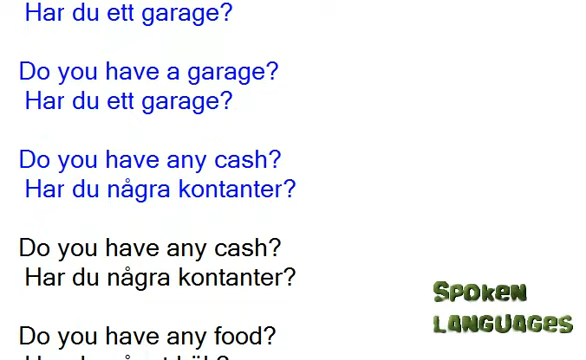 Har du ett garage?
Do you have a garage?
Har du ett garage?
Do you have any cash?
Har du några kontanter?
Do you have any cash?
Har du några kontanter?
Do you have any food?
SPOKEN
LANGUAGES